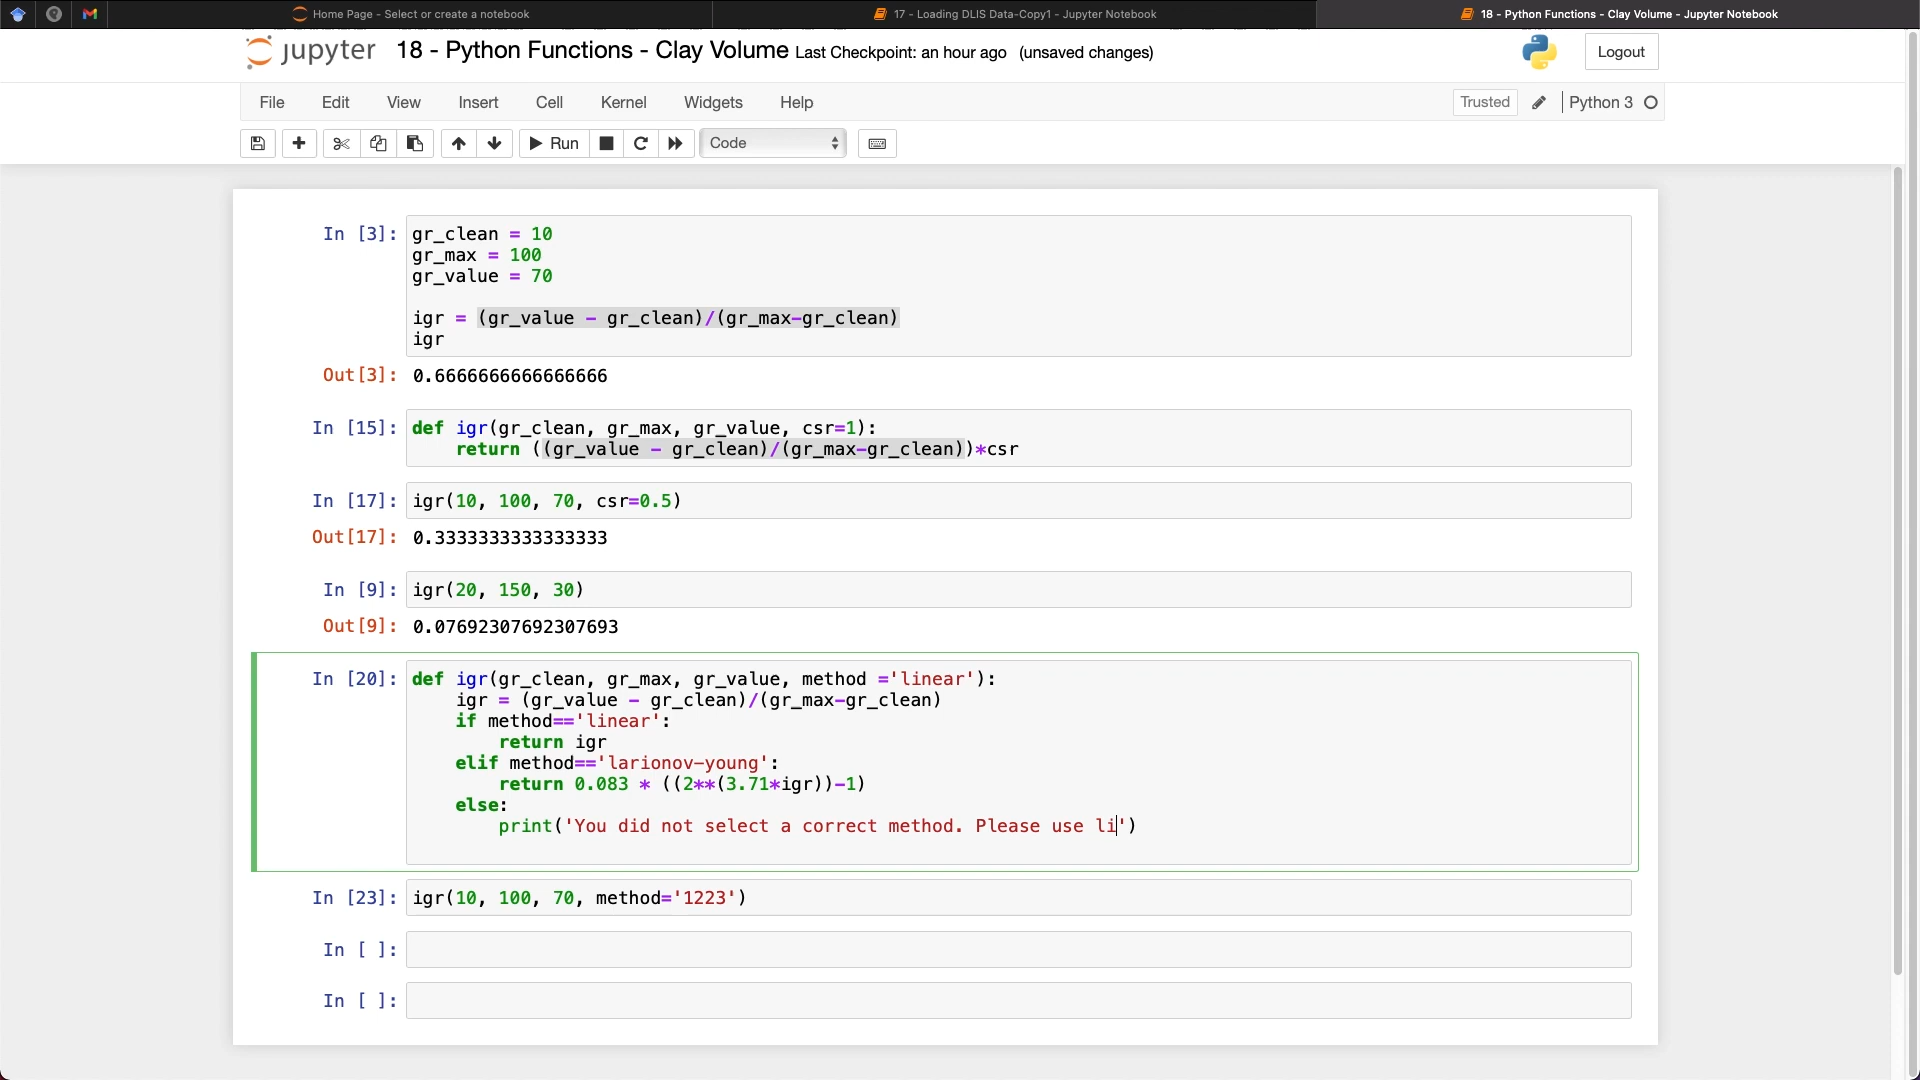 Home Page - Select or create a notebook
17 - Loading DLIS Data-Copy1 - Jupyter Notebook
18 - Python Functions - Clay Volume - Jupyter Notebook
jupyter 18 - Python Functions - Clay Volume Last Checkpoint: an hour ago (unsaved changes)
Logout
File Edit View Insert Cell Kernel Widgets Help
Trusted Python 3
Run Code
In [3]: gr_clean = 10
gr_max = 100
gr_value = 70
igr = (gr_value - gr_clean)/(gr_max-gr_clean)
igr
Out[3]: 0.6666666666666666
In [15]: def igr(gr_clean, gr_max, gr_value, csr=1):
return ((gr_value - gr_clean)/(gr_max-gr_clean))*csr
In [17]: igr(10, 100, 70, csr=0.5)
Out[17]: 0.3333333333333333
In [9]: igr(20, 150, 30)
Out[9]: 0.07692307692307693
In [20]: def igr(gr_clean, gr_max, gr_value, method ='linear'):
igr = (gr_value - gr_clean)/(gr_max-gr_clean)
if method=='linear':
return igr
elif method=='larionov-young':
return 0.083 * ((2**(3.71*igr))-1)
else:
print('You did not select a correct method. Please use li')
In [23]: igr(10, 100, 70, method='1223')
In [ ]:
In [ ]: